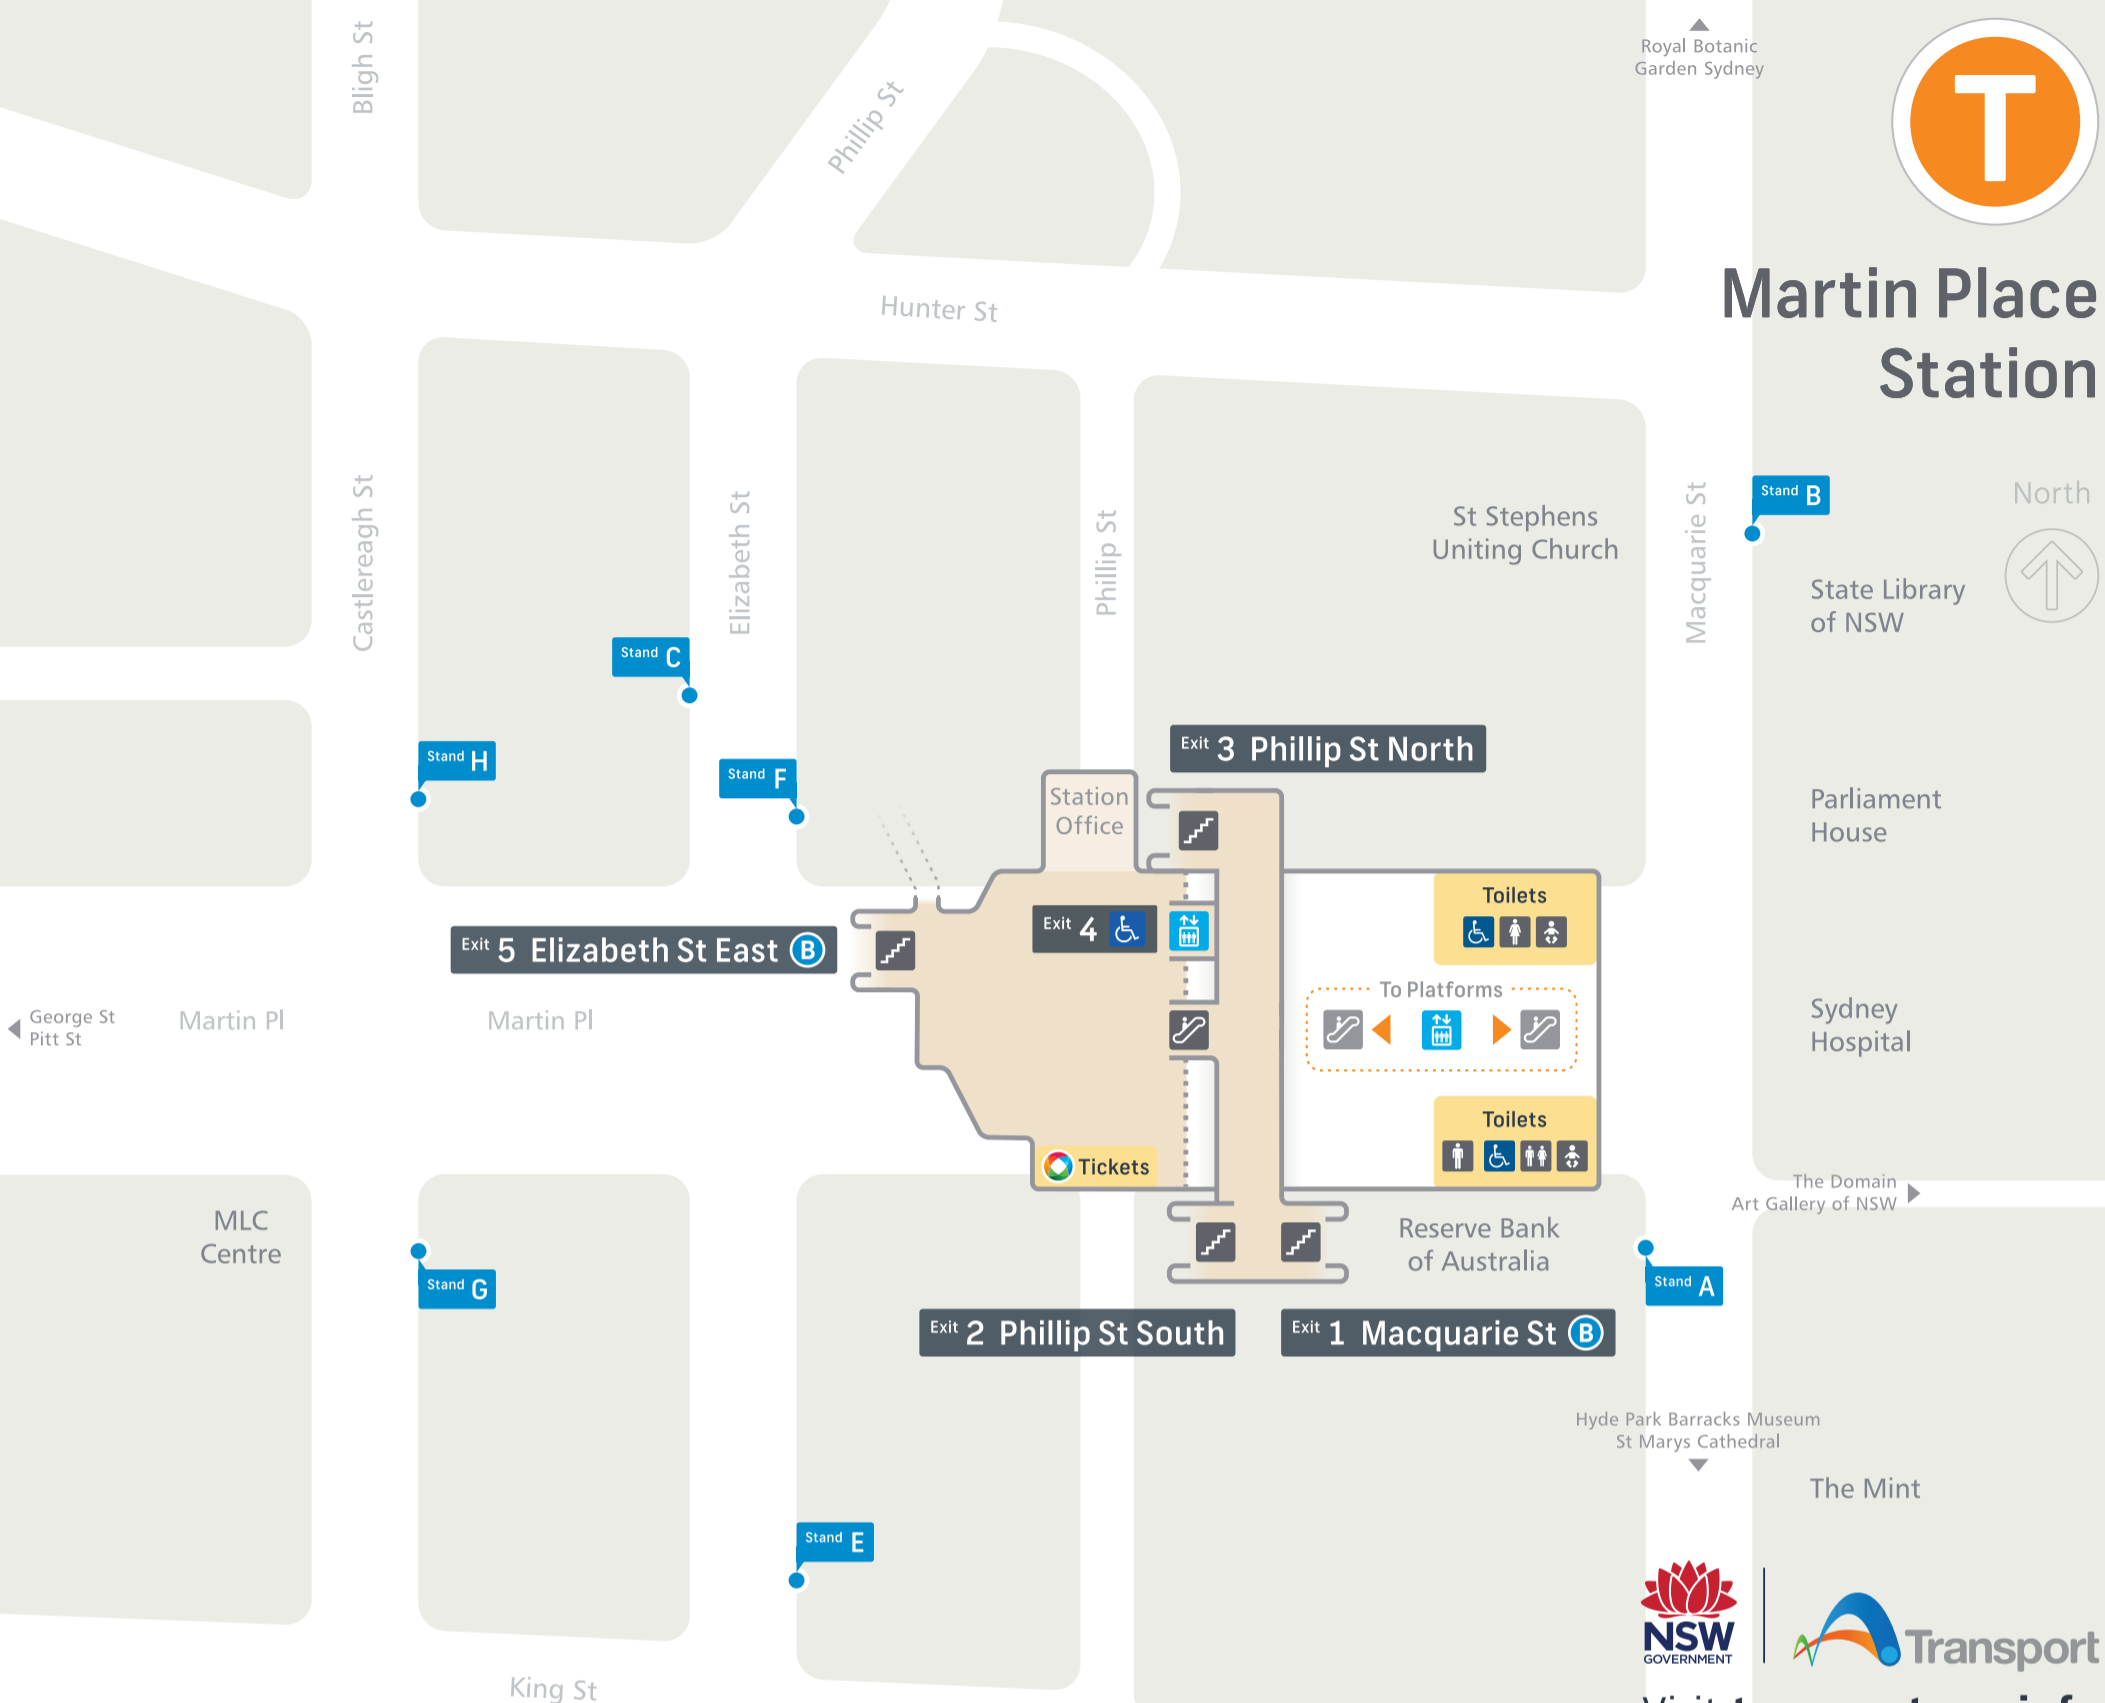 Bligh St
Phillip St
Royal Botanic
Garden Sydney
T
Hunter St
Martin Place
Station
Castlereagh St
Elizabeth St
Phillip St
Macquarie St
St Stephens
Uniting Church
Stand B
North
State Library
of NSW
Stand C
Stand H
Stand F
Exit 3 Phillip St North
Station
Office
Parliament
House
Toilets
Exit 4
Exit 5 Elizabeth St East B
George St
Pitt St
Martin Pl
Martin Pl
To Platforms
Sydney
Hospital
Toilets
Tickets
The Domain
Art Gallery of NSW
MLC
Centre
Stand G
Reserve Bank
of Australia
Stand A
Exit 2 Phillip St South
Exit 1 Macquarie St B
Hyde Park Barracks Museum
St Marys Cathedral
The Mint
Stand E
NSW
GOVERNMENT
Transport
King St